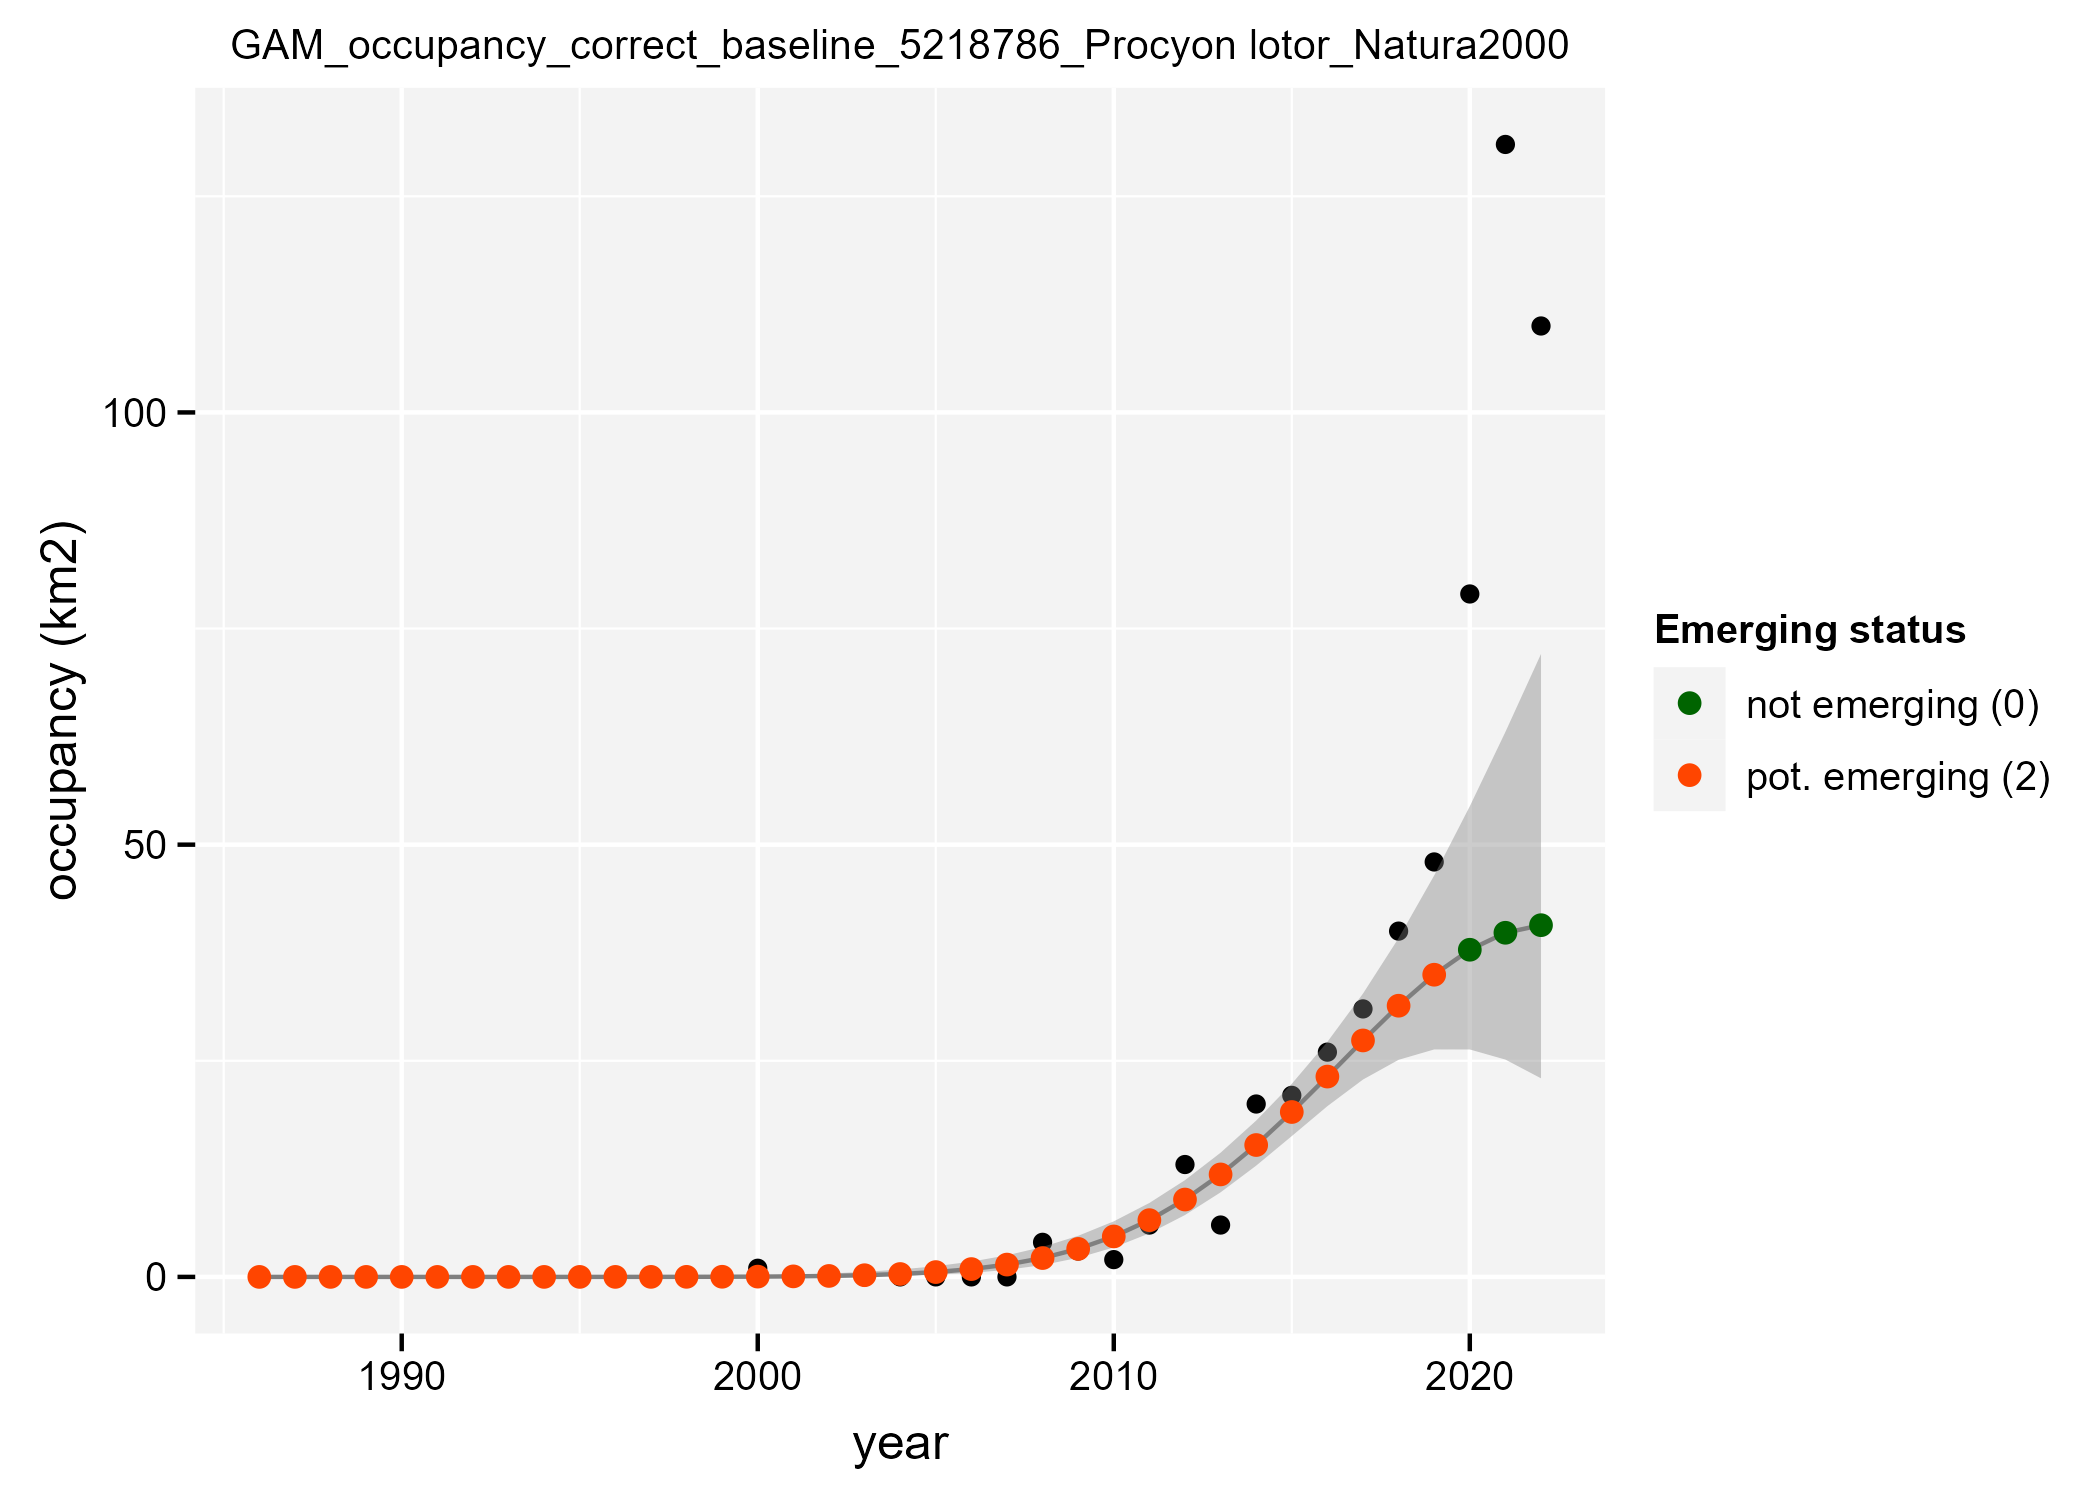 GAM_occupancy_correct_baseline_5218786_Procyon lotor_Natura2000
occupancy (km2)
100
50
0
1990
2000
2010
2020
year
Emerging status
not emerging (0)
pot. emerging (2)